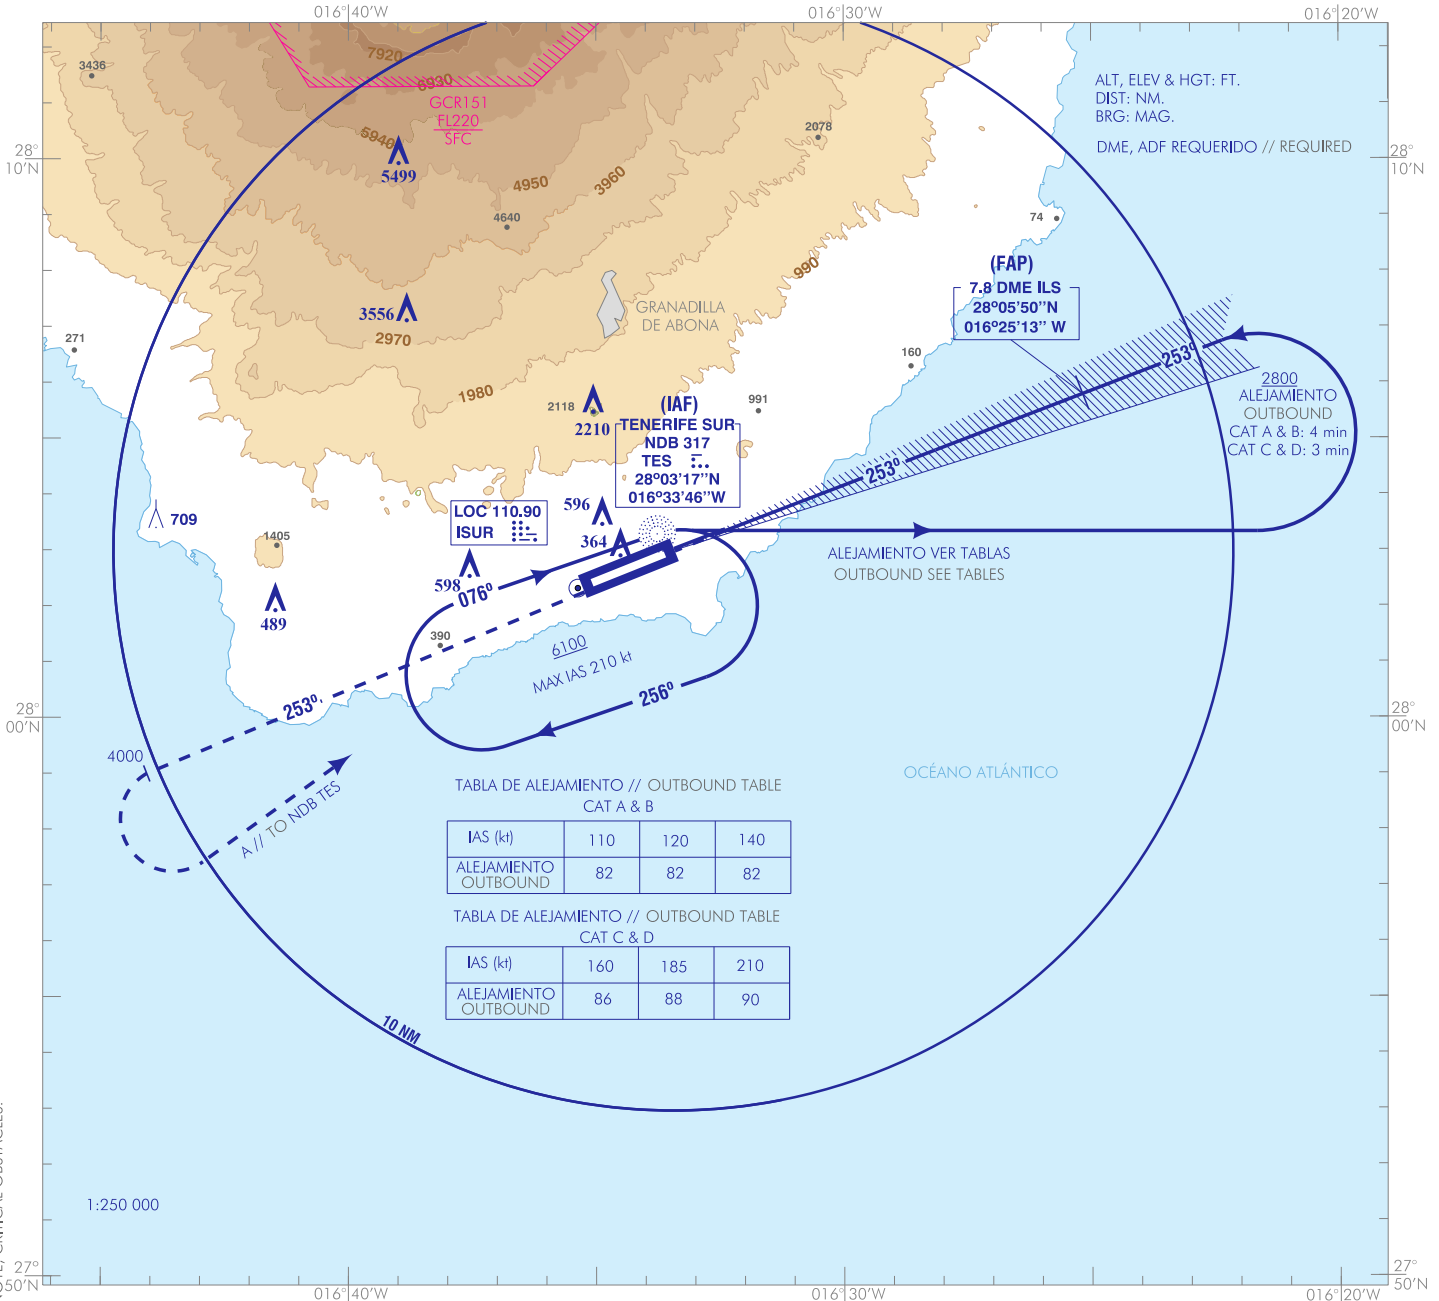 016°40'W
016°30'W
016°20'W
3436
7920
6930
GCR151
FL220
SFC
5940
5499
2078
ALT, ELEV & HGT: FT.
DIST: NM.
BRG: MAG.
DME, ADF REQUERIDO // REQUIRED
28°
10'N
28°
10'N
4950
3960
4640
74
990
(FAP)
7.8 DME ILS
28°05'50''N
016°25'13'' W
3556
2970
GRANADILLA
DE ABONA
271
160
253°
1980
2118
2210
991
(IAF)
TENERIFE SUR
NDB 317
TES
28°03'17''N
016°33'46''W
2800
ALEJAMIENTO
OUTBOUND
CAT A & B: 4 min
CAT C & D: 3 min
253°
LOC 110.90
ISUR
596
364
709
1405
598
489
076°
ALEJAMIENTO VER TABLAS
OUTBOUND SEE TABLES
390
6100
MAX IAS 210 kt
256°
253°
28°
00'N
28°
00'N
4000
A // TO NDB TES
OCÉANO ATLÁNTICO
TABLA DE ALEJAMIENTO // OUTBOUND TABLE
CAT A & B
IAS (kt) 110 120 140
ALEJAMIENTO
OUTBOUND 82 82 82
TABLA DE ALEJAMIENTO // OUTBOUND TABLE
CAT C & D
IAS (kt) 160 185 210
ALEJAMIENTO
OUTBOUND 86 88 90
10 NM
1:250 000
CRITICAL OBSTACLES.
27°
50'N
27°
50'N
016°40'W
016°30'W
016°20'W